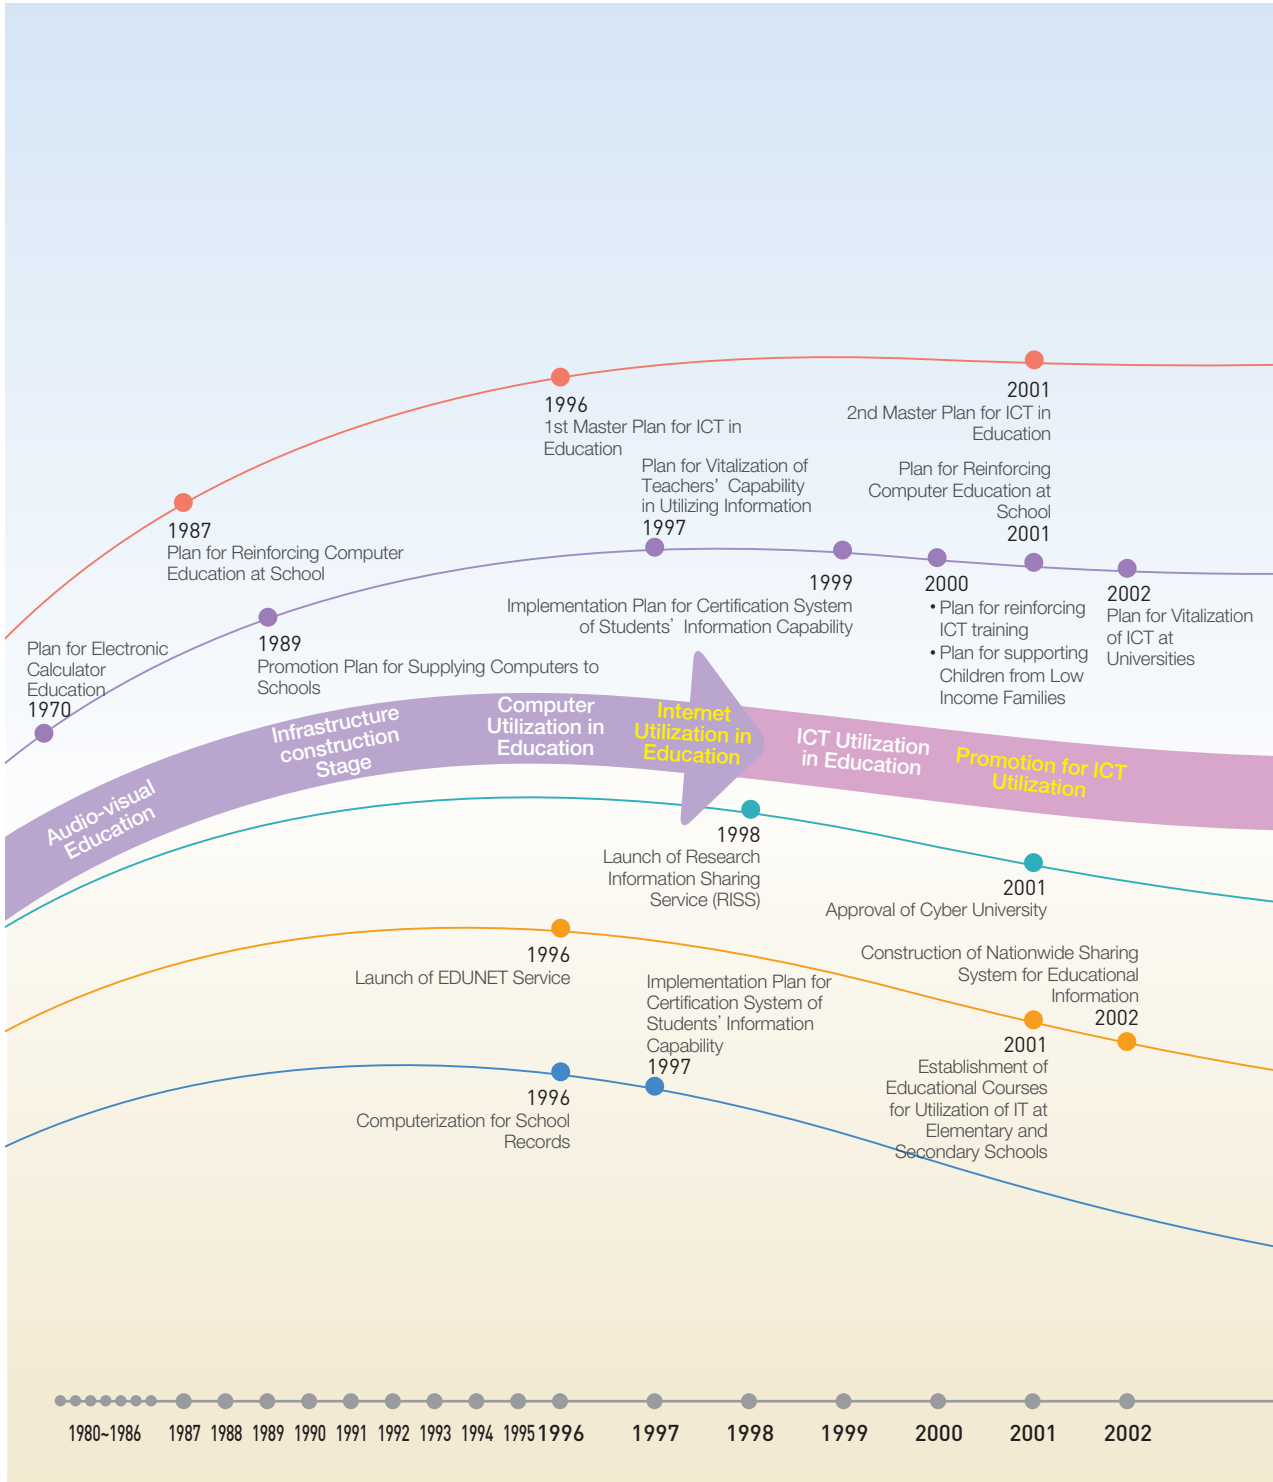 1996
1st Master Plan for ICT in
Education
2001
2nd Master Plan for ICT in
Education
1987
Plan for Reinforcing Computer
Education at School
Plan for Vitalization of
Teachers’ Capability
in Utilizing Information
1997
Plan for Reinforcing
Computer Education at
School
2001
Plan for Electronic
Calculator
Education
1970
1989
Promotion Plan for Supplying Computers to
Schools
1999
Implementation Plan for Certification System
of Students’ Information Capability
2000
• Plan for reinforcing
ICT training
• Plan for supporting
Children from Low
Income Families
2002
Plan for Vitalization
of ICT at
Universities
Audio-visual
Education
Infrastructure
construction
Stage
Computer
Utilization in
Education
Internet
Utilization in
Education
ICT Utilization
in Education
Promotion for ICT
Utilization
1998
Launch of Research
Information Sharing
Service (RISS)
2001
Approval of Cyber University
1996
Launch of EDUNET Service
Construction of Nationwide Sharing
System for Educational
Information
2002
2001
Establishment of
Educational Courses
for Utilization of IT at
Elementary and
Secondary Schools
Implementation Plan for
Certification System of
Students’ Information
Capability
1997
1996
Computerization for School
Records
1980~1986 1987 1988 1989 1990 1991 1992 1993 1994 1995 1996 1997 1998 1999 2000 2001 2002